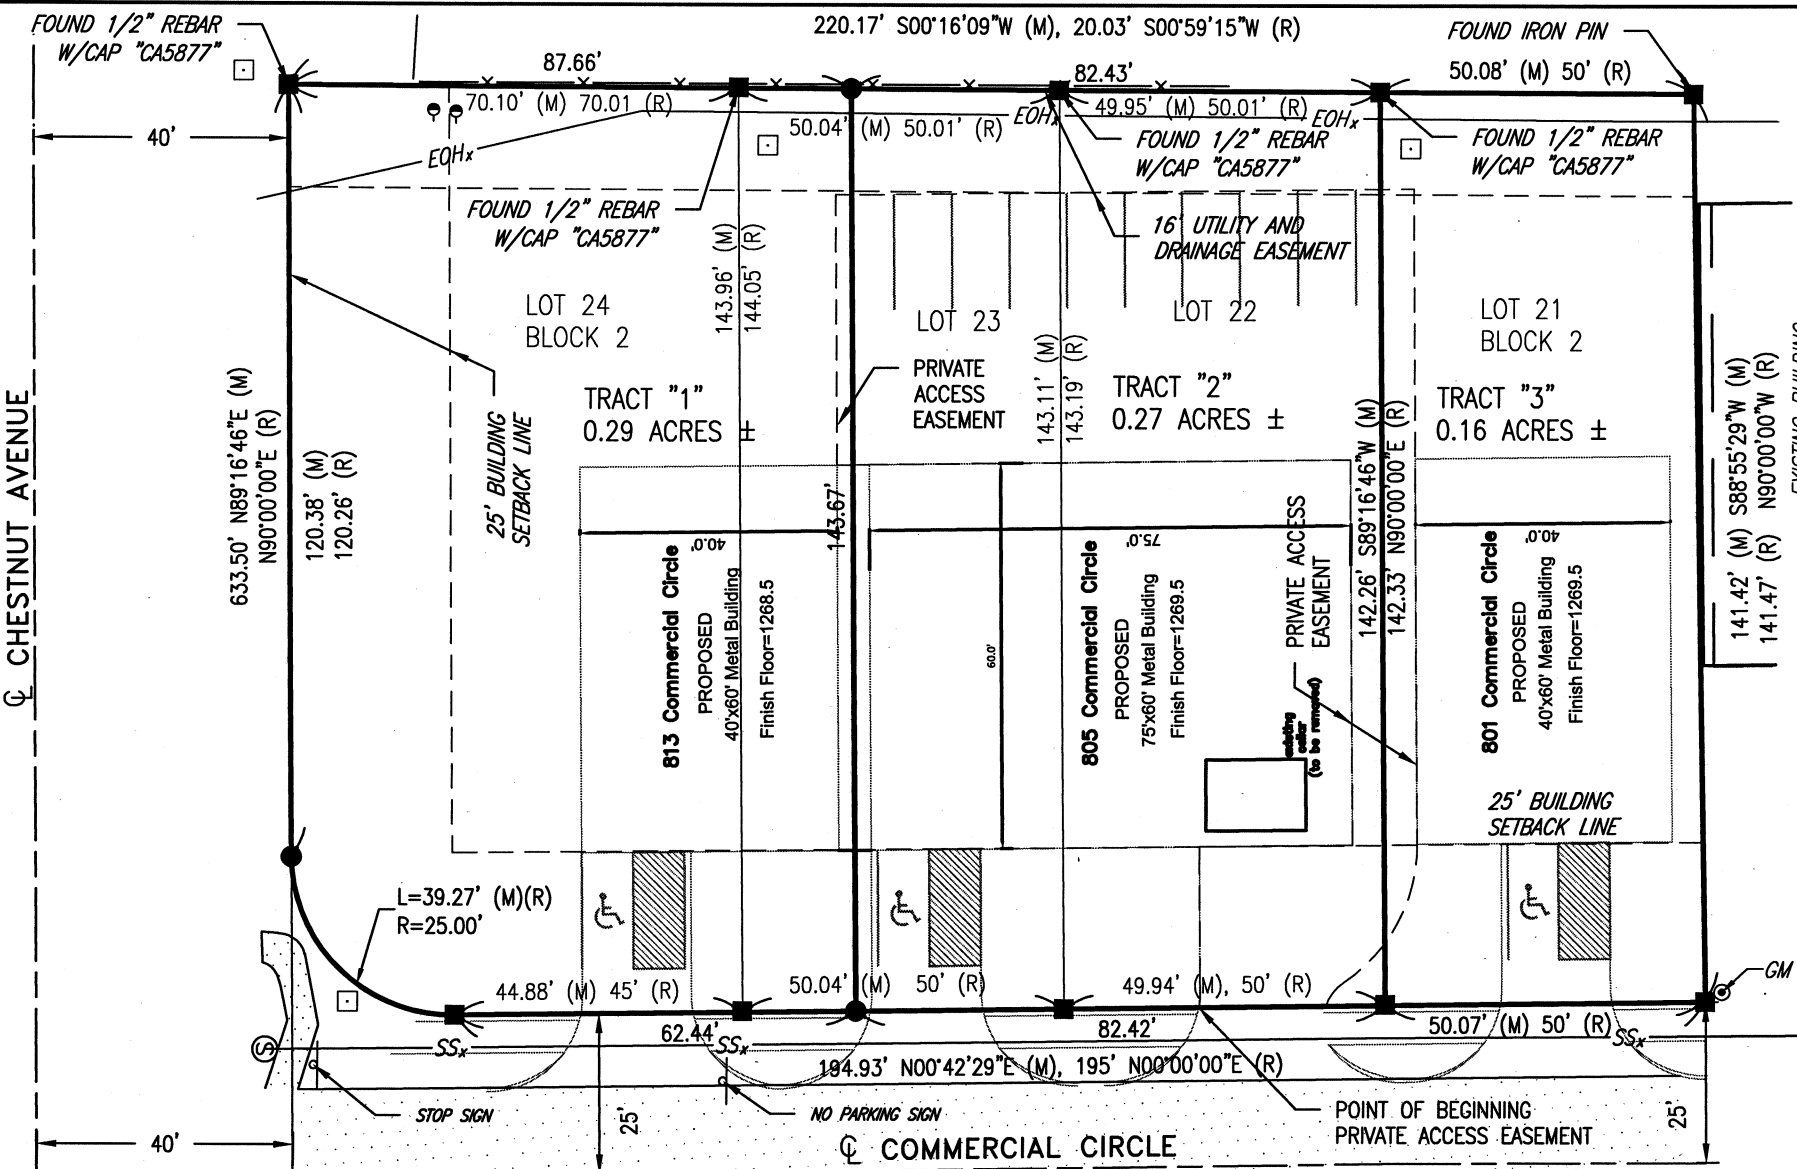 FOUND 1/2" REBAR
W/CAP "CA5877"
220.17' S00°16'09"W (M), 20.03' S00°59'15"W (R)
FOUND IRON PIN
87.66'
82.43'
50.08' (M) 50' (R)
70.10' (M) 70.01 (R)
50.04' (M) 50.01' (R)
EOHx
49.95' (M) 50.01' (R)
EOHx
40'
EOHx
FOUND 1/2" REBAR
W/CAP "CA5877"
FOUND 1/2" REBAR
W/CAP "CA5877"
FOUND 1/2" REBAR
W/CAP "CA5877"
16' UTILITY AND
DRAINAGE EASEMENT
143.96' (M)
144.05' (R)
LOT 24
BLOCK 2
LOT 23
LOT 22
LOT 21
BLOCK 2
PRIVATE
ACCESS
EASEMENT
143.11' (M)
143.19' (R)
TRACT "1"
0.29 ACRES ±
TRACT "2"
0.27 ACRES ±
TRACT "3"
0.16 ACRES ±
℄ CHESTNUT AVENUE
633.50' N89°16'46"E (M)
N90°00'00"E (R)
120.38' (M)
120.26' (R)
25' BUILDING
SETBACK LINE
143.67'
142.26' S89°16'46"W (M)
142.33' N90°00'00"E (R)
141.42' (M) S88°55'29"W (M)
141.47' (R) N90°00'00"W (R)
40.0'
813 Commercial Circle
PROPOSED
40'x60' Metal Building
Finish Floor=1268.5
60.0'
75.0'
805 Commercial Circle
PROPOSED
75'x60' Metal Building
Finish Floor=1269.5
PRIVATE ACCESS
EASEMENT
existing
cellar
(to be removed)
40.0'
801 Commercial Circle
PROPOSED
40'x60' Metal Building
Finish Floor=1269.5
25' BUILDING
SETBACK LINE
L=39.27' (M)(R)
R=25.00'
44.88' (M) 45' (R)
50.04' (M) 50' (R)
49.94' (M), 50' (R)
GM
62.44'
82.42'
50.07' (M) 50' (R)
S
SSx
SSx
SSx
194.93' N00°42'29"E (M), 195' N00°00'00"E (R)
STOP SIGN
25'
NO PARKING SIGN
POINT OF BEGINNING
PRIVATE ACCESS EASEMENT
25'
40'
℄ COMMERCIAL CIRCLE